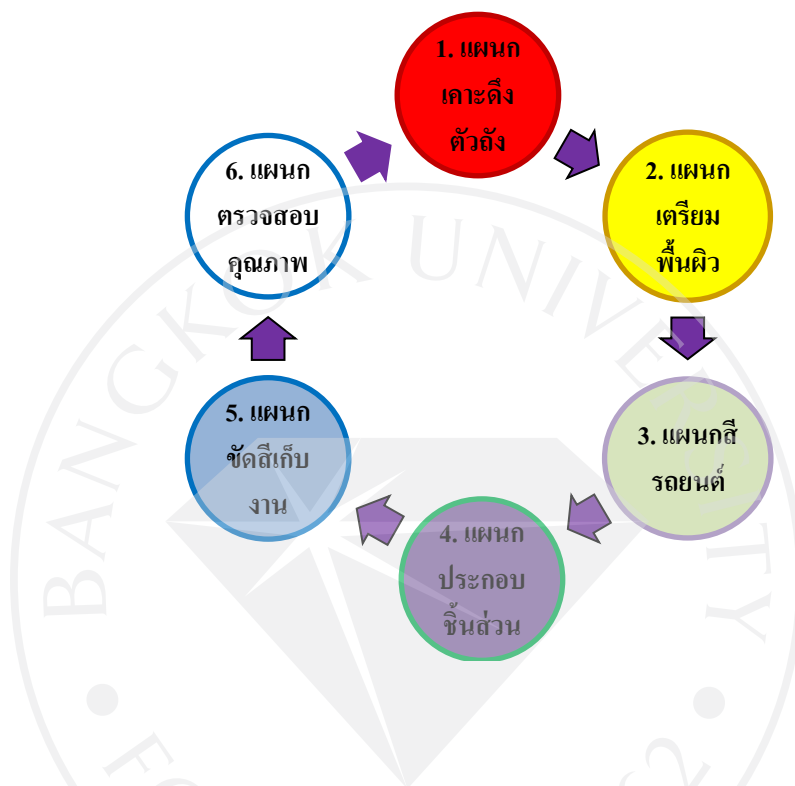 1. แผนก
เคาะดึง
ตัวถัง
2. แผนก
เตรียม
พื้นผิว
3. แผนกสี
รถยนต์
4. แผนก
ประกอบ
ชิ้นส่วน
5. แผนก
ขัดสีเก็บ
งาน
6. แผนก
ตรวจสอบ
คุณภาพ
BANGKOK UNIVERSITY